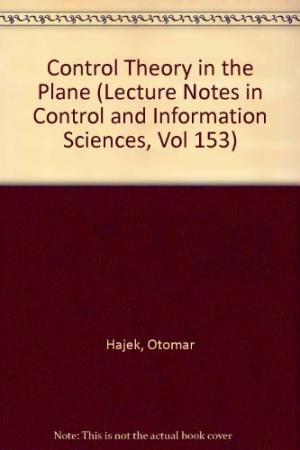 Control Theory in the
Plane (Lecture Notes in
Control and Information
Sciences, Vol 153)
Hajek, Otomar
Note: This is not the actual book cover